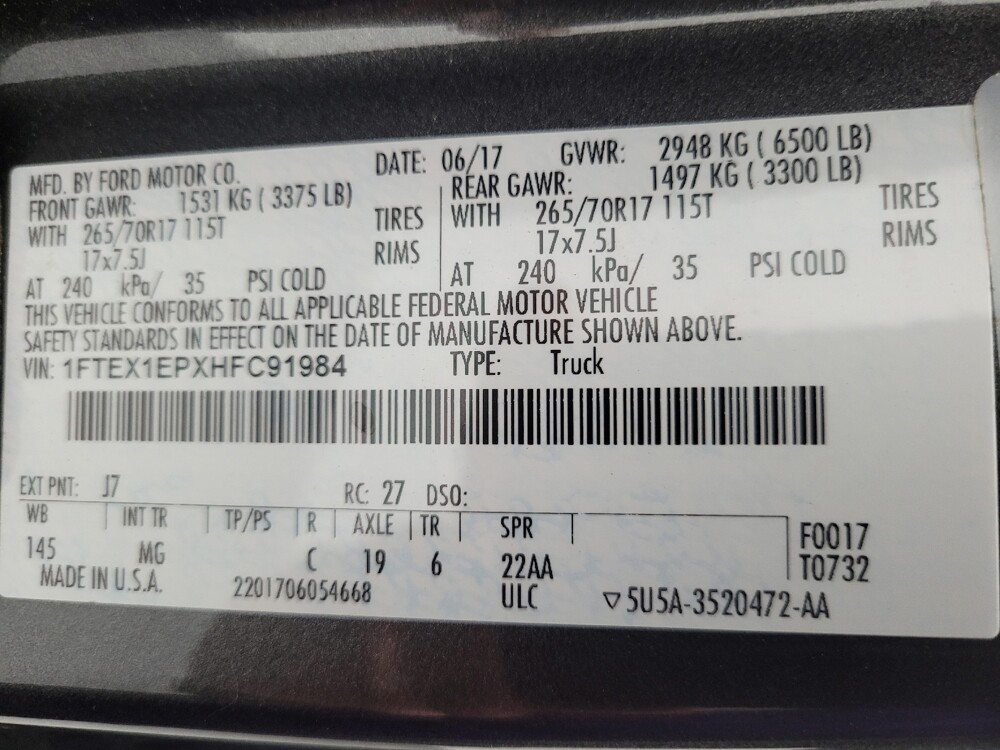 MFD. BY FORD MOTOR CO.
DATE: 06/17 GVWR: 2948 KG ( 6500 LB)
FRONT GAWR: 1531 KG ( 3375 LB)
WITH 265/70R17 115T TIRES
17x7.5J RIMS
AT 240 kPa/ 35 PSI COLD
REAR GAWR: 1497 KG ( 3300 LB)
WITH 265/70R17 115T TIRES
17x7.5J RIMS
AT 240 kPa/ 35 PSI COLD
THIS VEHICLE CONFORMS TO ALL APPLICABLE FEDERAL MOTOR VEHICLE
SAFETY STANDARDS IN EFFECT ON THE DATE OF MANUFACTURE SHOWN ABOVE.
VIN: 1FTEX1EPXHFC91984 TYPE: Truck
EXT PNT: J7 RC: 27 DSO:
WB INT TR TP/PS R AXLE TR SPR
145 MG C 19 6 22AA
F0017
T0732
MADE IN U.S.A. 2201706054668 ULC ▽5U5A-3520472-AA